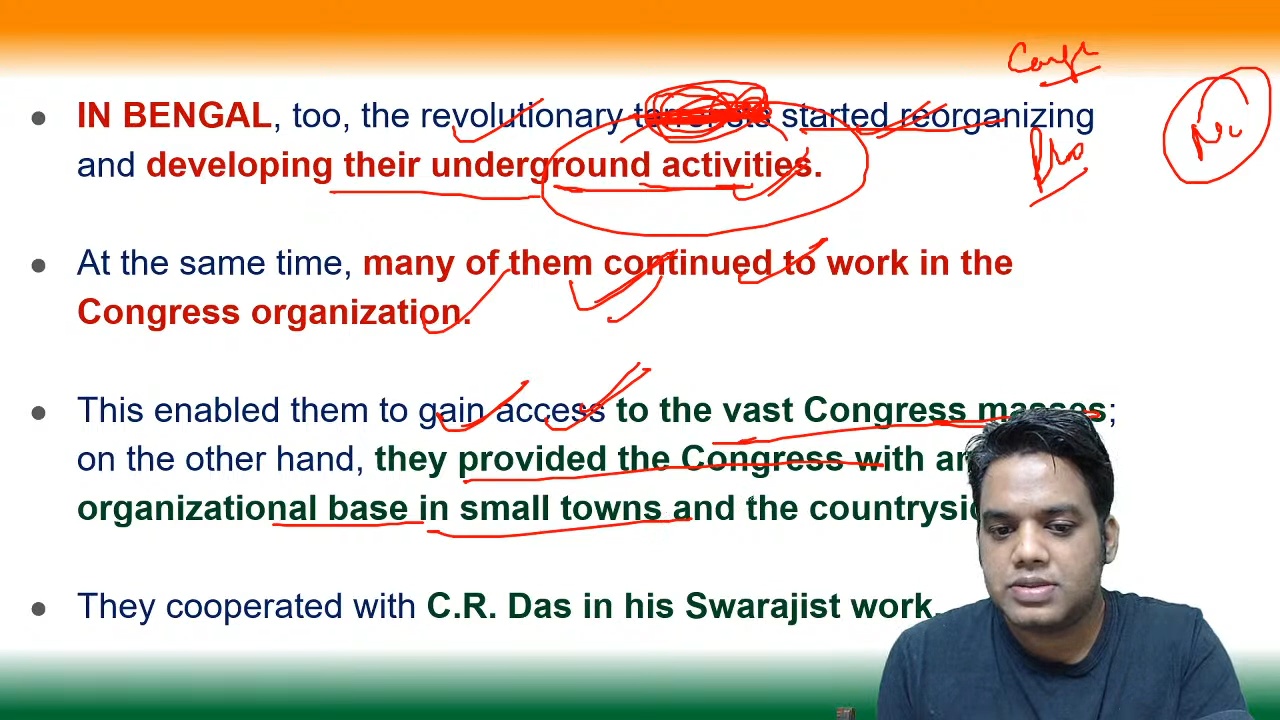 IN BENGAL, too, the revolutionary started reorganizing
and developing their underground activities.
At the same time, many of them continued to work in the
Congress organization.
This enabled them to gain access to the vast Congress masses;
on the other hand, they provided the Congress with
organizational base in small towns and the
They cooperated with C.R. Das in his Swarajist work.